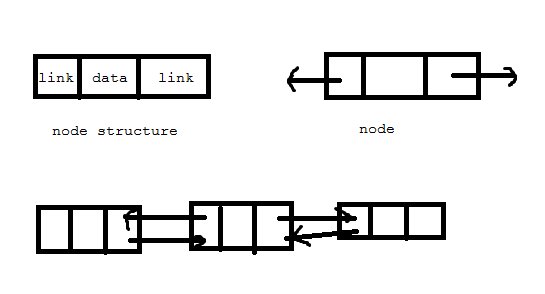 link data link
node structure
node